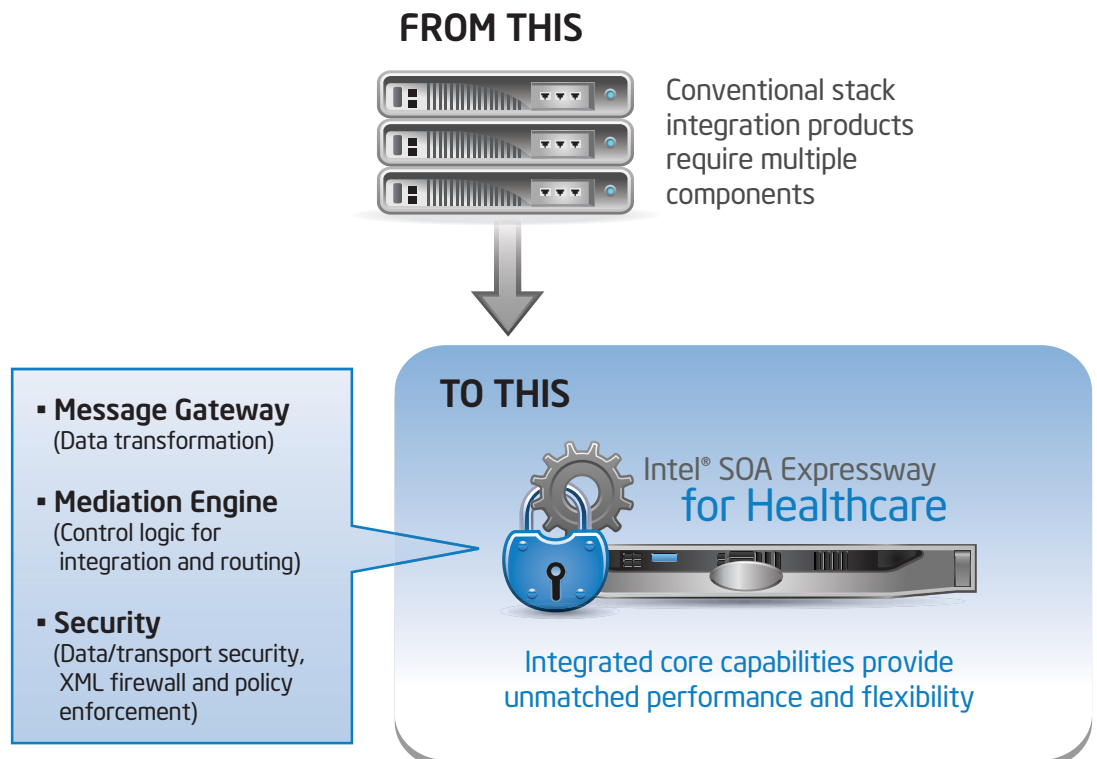 FROM THIS
Conventional stack
integration products
require multiple
components
▪ Message Gateway
(Data transformation)
▪ Mediation Engine
(Control logic for
integration and routing)
▪ Security
(Data/transport security,
XML firewall and policy
enforcement)
TO THIS
Intel® SOA Expressway
for Healthcare
Integrated core capabilities provide
unmatched performance and flexibility